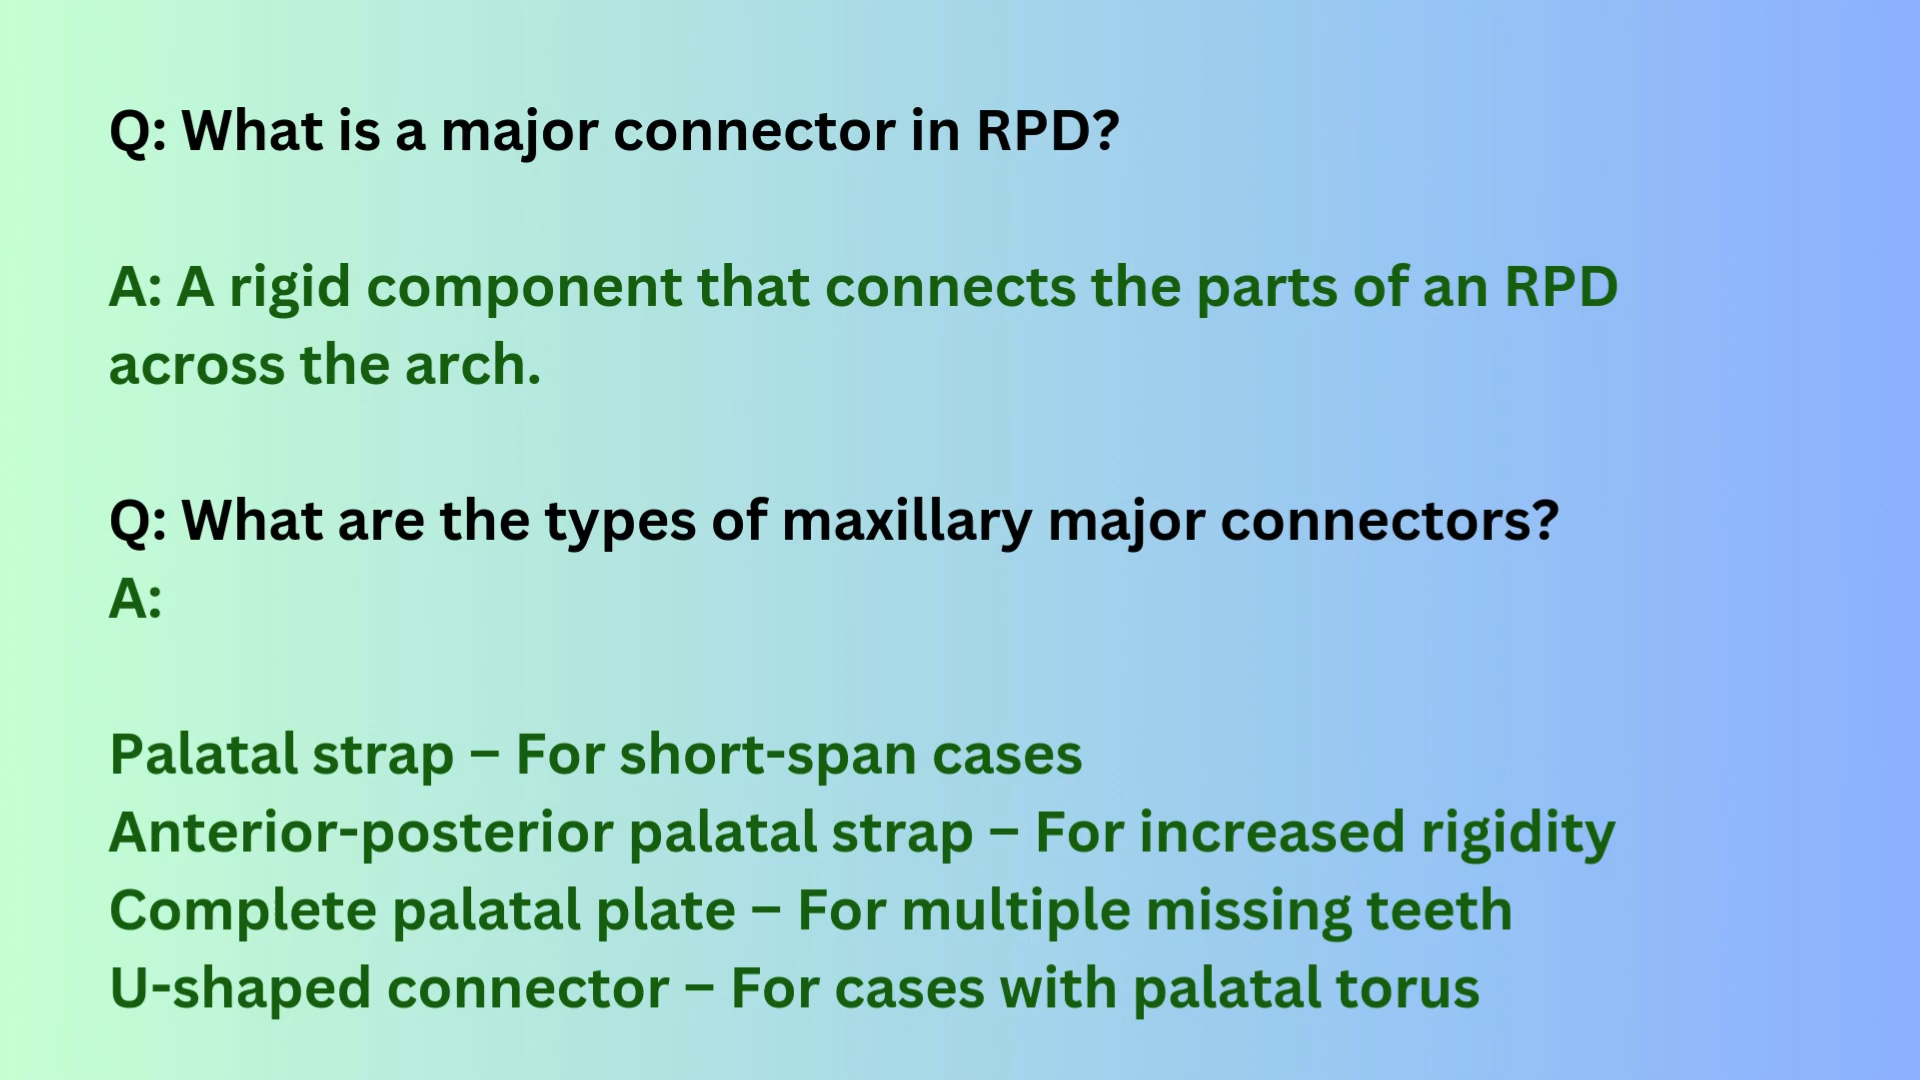 Q: What is a major connector in RPD?
A: A rigid component that connects the parts of an RPD
across the arch.
Q: What are the types of maxillary major connectors?
A:
Palatal strap – For short-span cases
Anterior-posterior palatal strap – For increased rigidity
Complete palatal plate – For multiple missing teeth
U-shaped connector – For cases with palatal torus